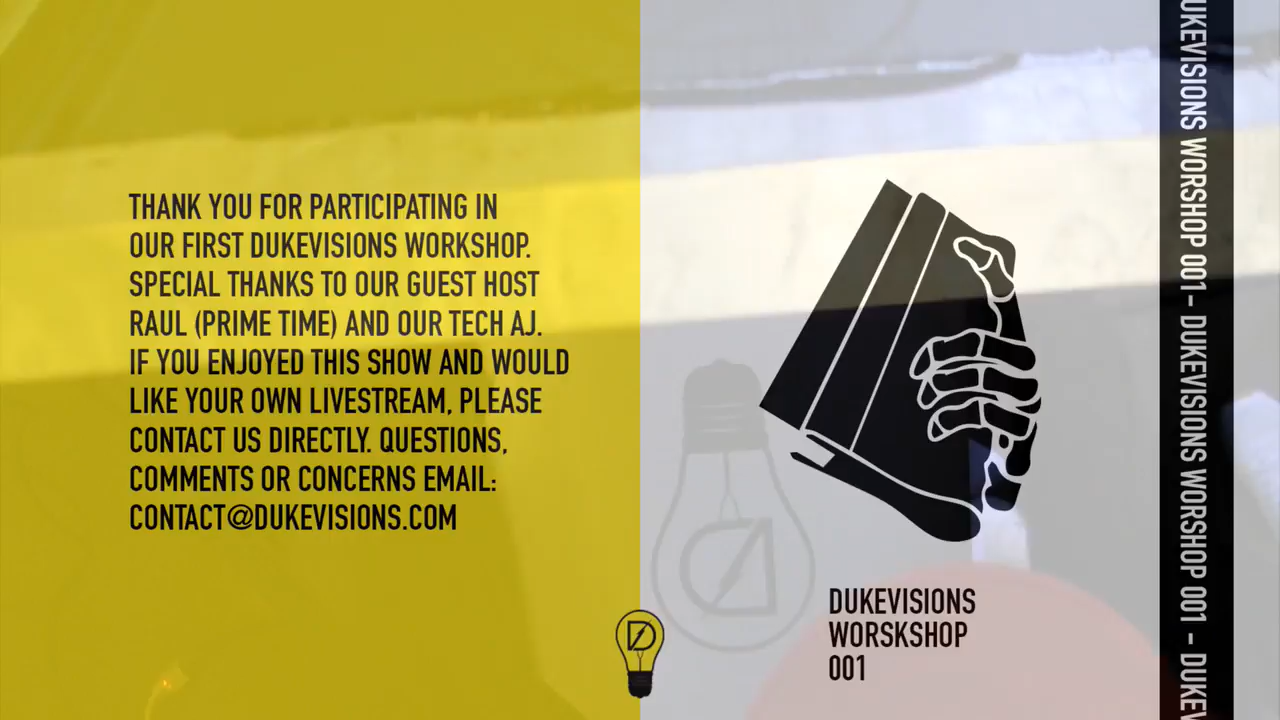 THANK YOU FOR PARTICIPATING IN
OUR FIRST DUKEVISIONS WORKSHOP.
SPECIAL THANKS TO OUR GUEST HOST
RAUL (PRIME TIME) AND OUR TECH AJ.
IF YOU ENJOYED THIS SHOW AND WOULD
LIKE YOUR OWN LIVESTREAM, PLEASE
CONTACT US DIRECTLY. QUESTIONS,
COMMENTS OR CONCERNS EMAIL:
CONTACT@DUKEVISIONS.COM
DUKEVISIONS
WORSKSHOP
001
UKEVISIONS WORSHOP 001- DUKEVISIONS WORSHOP 001 - DUKEV